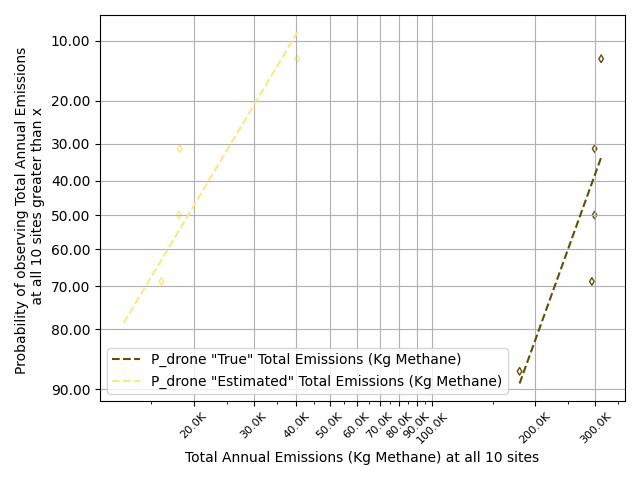 Probability of observing Total Annual Emissions
at all 10 sites greater than x
10.00
20.00
30.00
40.00
50.00
60.00
70.00
80.00
90.00
P_drone "True" Total Emissions (Kg Methane)
P_drone "Estimated" Total Emissions (Kg Methane)
20.0K
30.0K
40.0K
50.0K
60.0K
70.0K
80.0K
90.0K
100.0K
200.0K
300.0K
Total Annual Emissions (Kg Methane) at all 10 sites